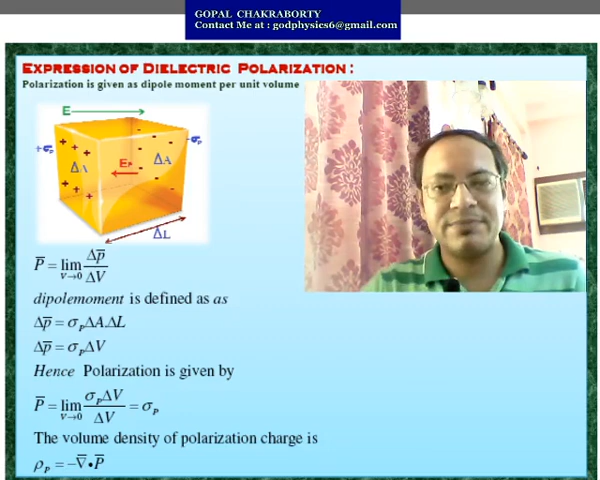 GOPAL CHAKRABORTY
Contact Me at : godphysics6@gmail.com
EXPRESSION OF DIELECTRIC POLARIZATION :
Polarization is given as dipole moment per unit volume
E
+σₚ
-σₚ
ΔA
ΔA
Eₚ
ΔL
P̅ = lim V→0 Δp̅/ΔV
dipolemoment is defined as as
Δp̅ = σₚΔAΔL
Δp̅ = σₚΔV
Hence Polarization is given by
P̅ = lim V→0 σₚΔV/ΔV = σₚ
The volume density of polarization charge is
ρₚ = -∇̅•P̅